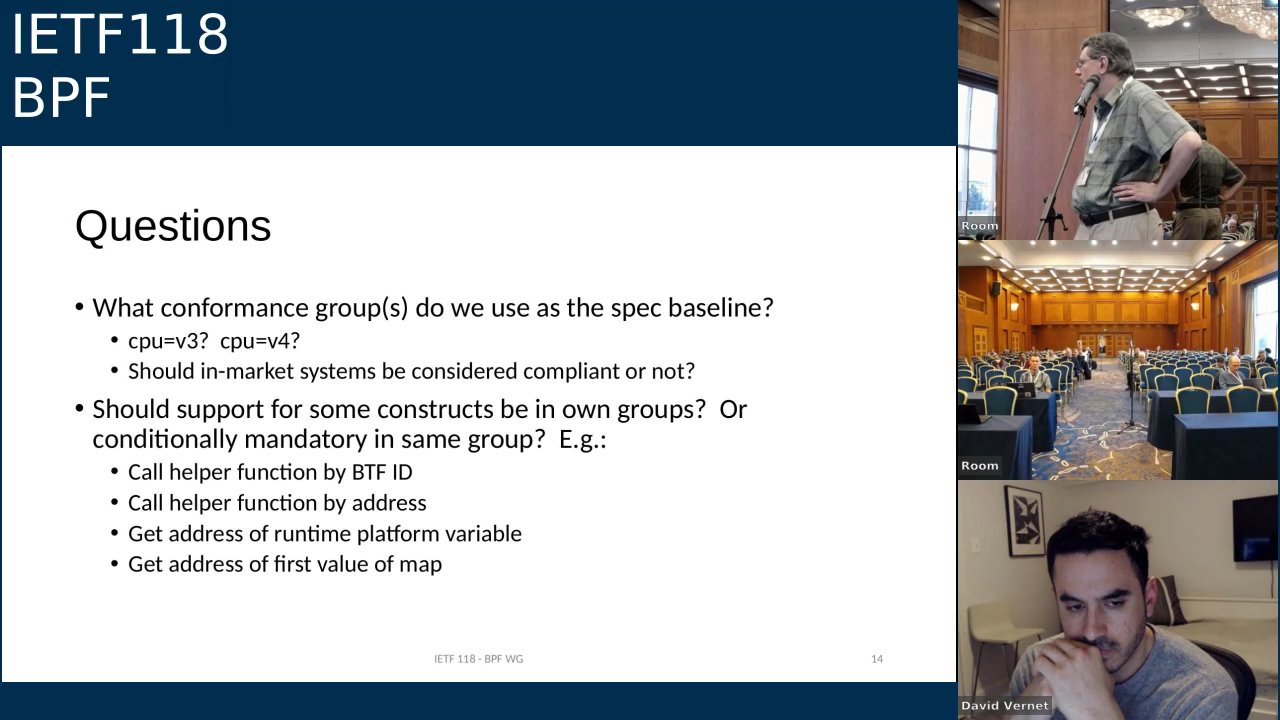 IETF118
BPF
Questions
• What conformance group(s) do we use as the spec baseline?
• cpu=v3? cpu=v4?
• Should in-market systems be considered compliant or not?
• Should support for some constructs be in own groups? Or
conditionally mandatory in same group? E.g.:
• Call helper function by BTF ID
• Call helper function by address
• Get address of runtime platform variable
• Get address of first value of map
IETF 118 - BPF WG
14
Room
Room
David Vernet